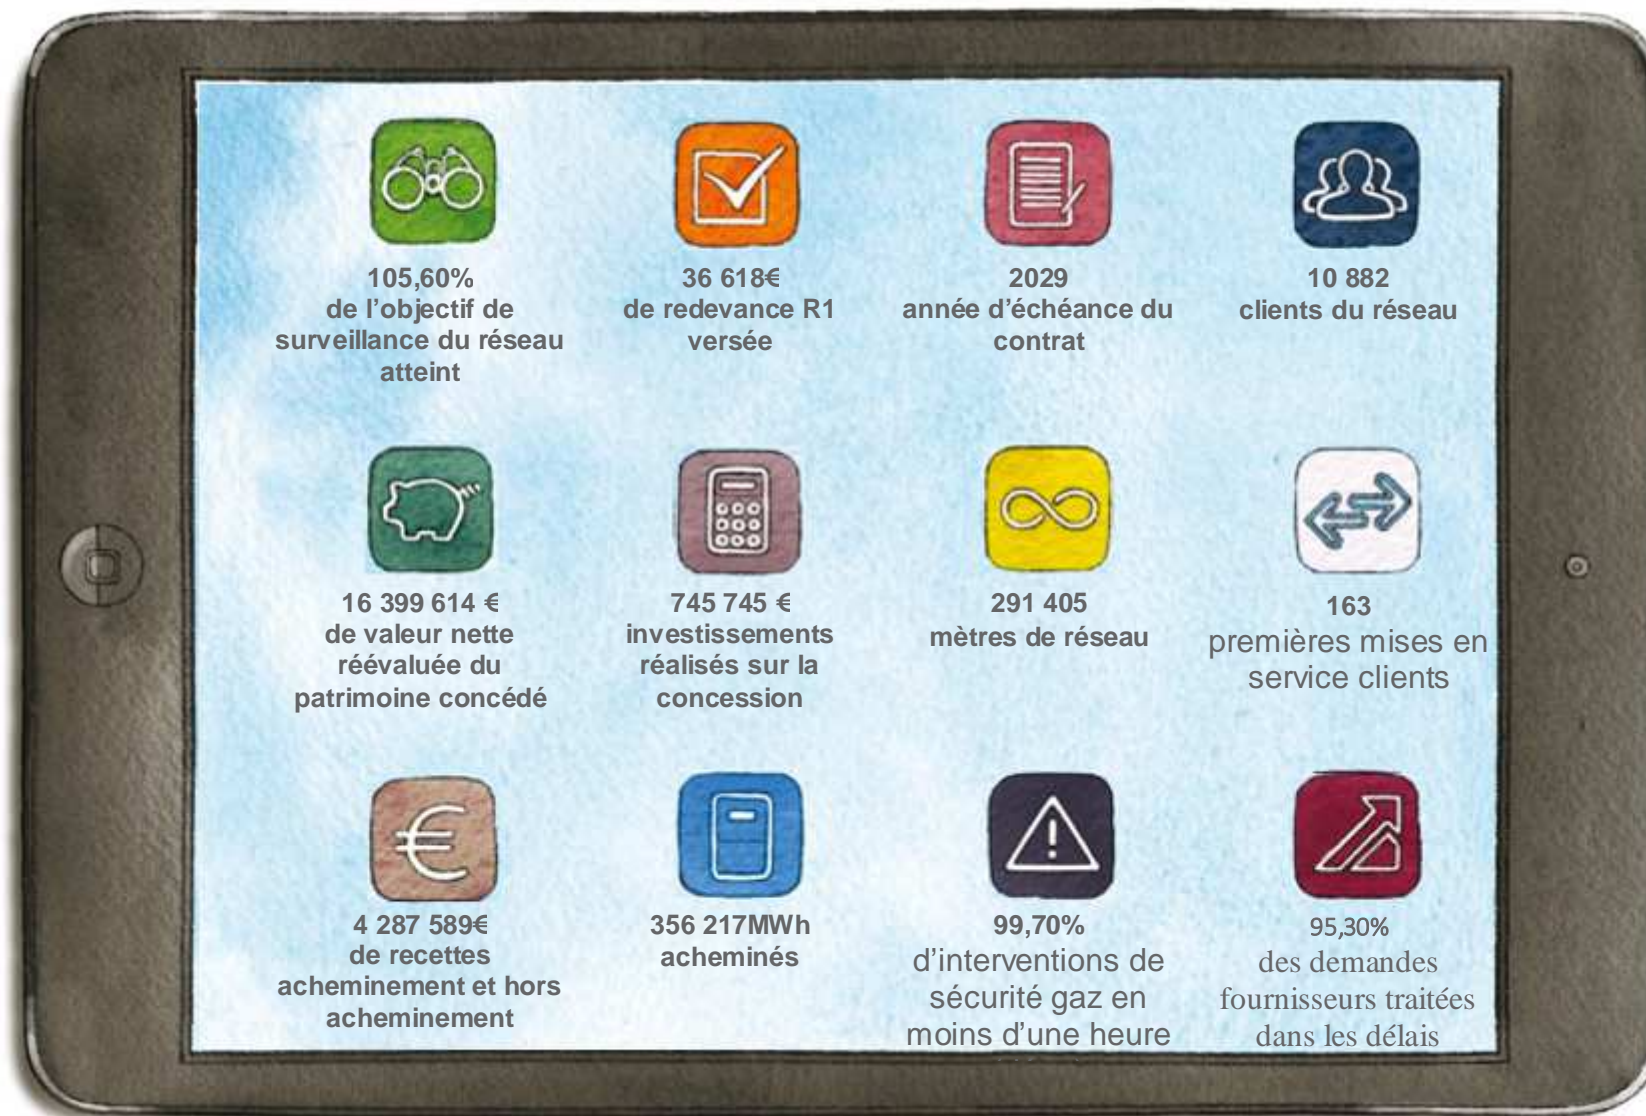 105,60%
de l’objectif de
surveillance du réseau
atteint
36 618€
de redevance R1
versée
2029
année d’échéance du
contrat
10 882
clients du réseau
16 399 614 €
de valeur nette
réévaluée du
patrimoine concédé
745 745 €
investissements
réalisés sur la
concession
291 405
mètres de réseau
163
premières mises en
service clients
4 287 589€
de recettes
acheminement et hors
acheminement
356 217MWh
acheminés
99,70%
d’interventions de
sécurité gaz en
moins d’une heure
95,30%
des demandes
fournisseurs traitées
dans les délais